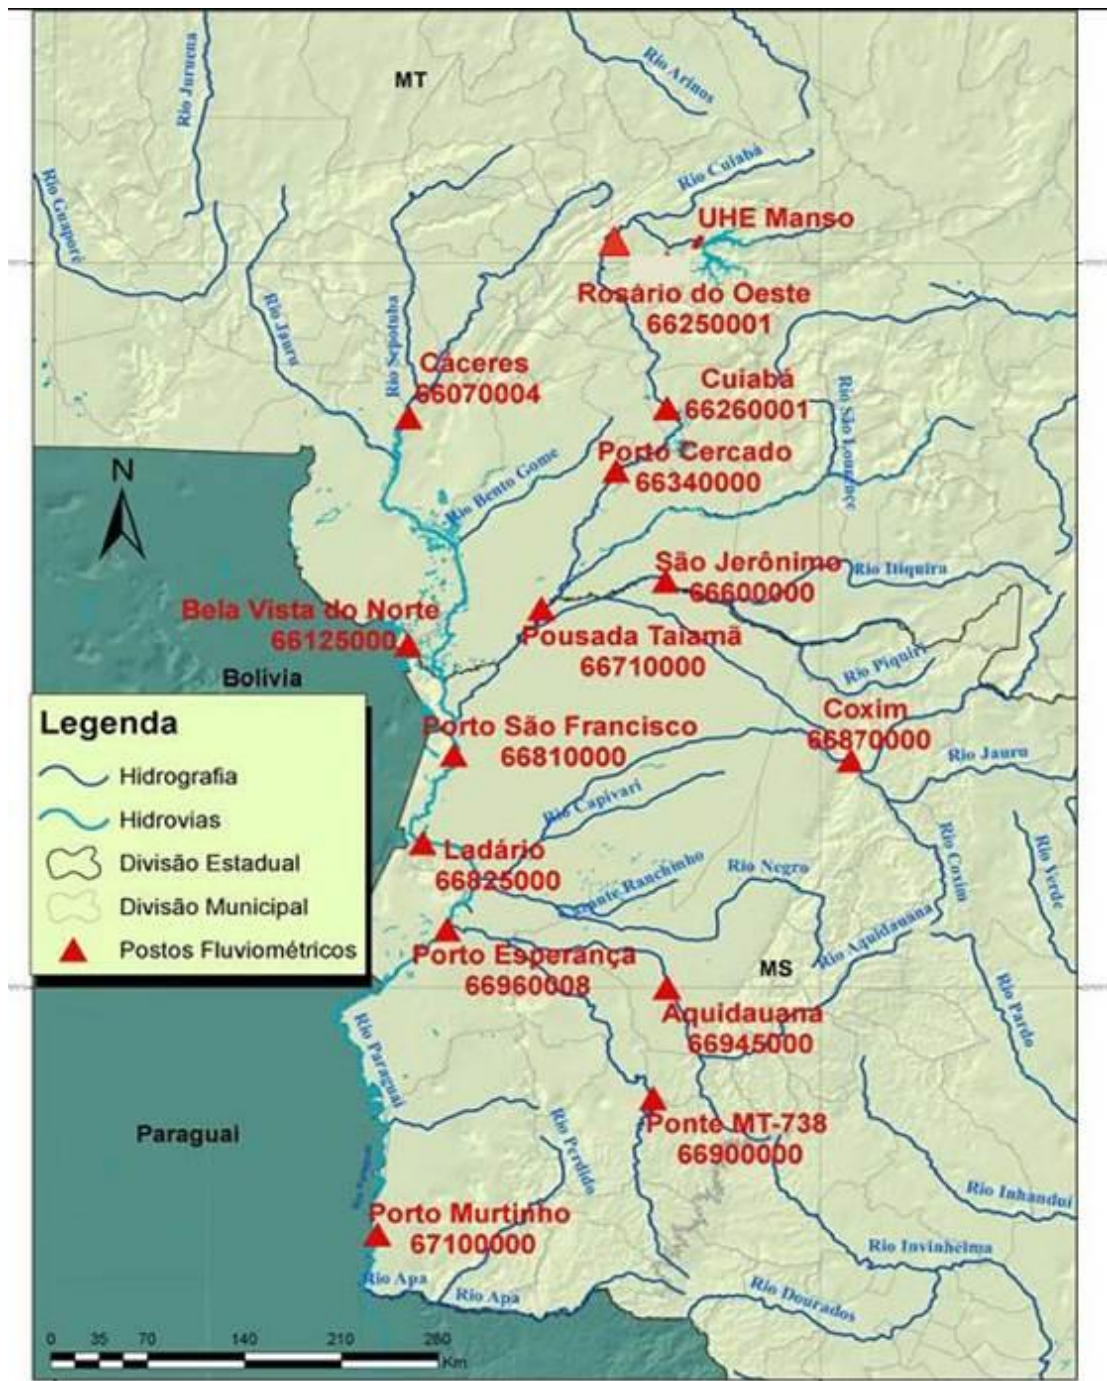 MT
Rio Juruena
Rio Arinos
Rio Guaporé
Rio Cuiabá
UHE Manso
Rosário do Oeste
66250001
Rio Jauru
Rio Sepotuba
Cáceres
66070004
Cuiabá
66260001
Rio São Lourenço
Porto Cercado
66340000
Rio Bento Gome
N
São Jerônimo
66600000
Rio Itiquira
Bela Vista do Norte
66125000
Pousada Taiamã
66710000
Rio Piquiri
Bolívia
Coxim
66870000
Porto São Francisco
66810000
Rio Jauru
Rio Capivari
Rio Coxim
Rio Verde
Ladário
66825000
Rio Negro
Ranchinho
Rio Aquidauana
Porto Esperança
66960008
MS
Aquidauana
66945000
Rio Pardo
Rio Paraguai
Ponte MT-738
66900000
Rio Perdido
Paraguai
Rio Inhanduí
Porto Murtinho
67100000
Rio Invinheima
Rio Apa
Rio Apa
Rio Dourados
Legenda
Hidrografia
Hidrovias
Divisão Estadual
Divisão Municipal
Postos Fluviométricos
0 35 70 140 210 280
Km